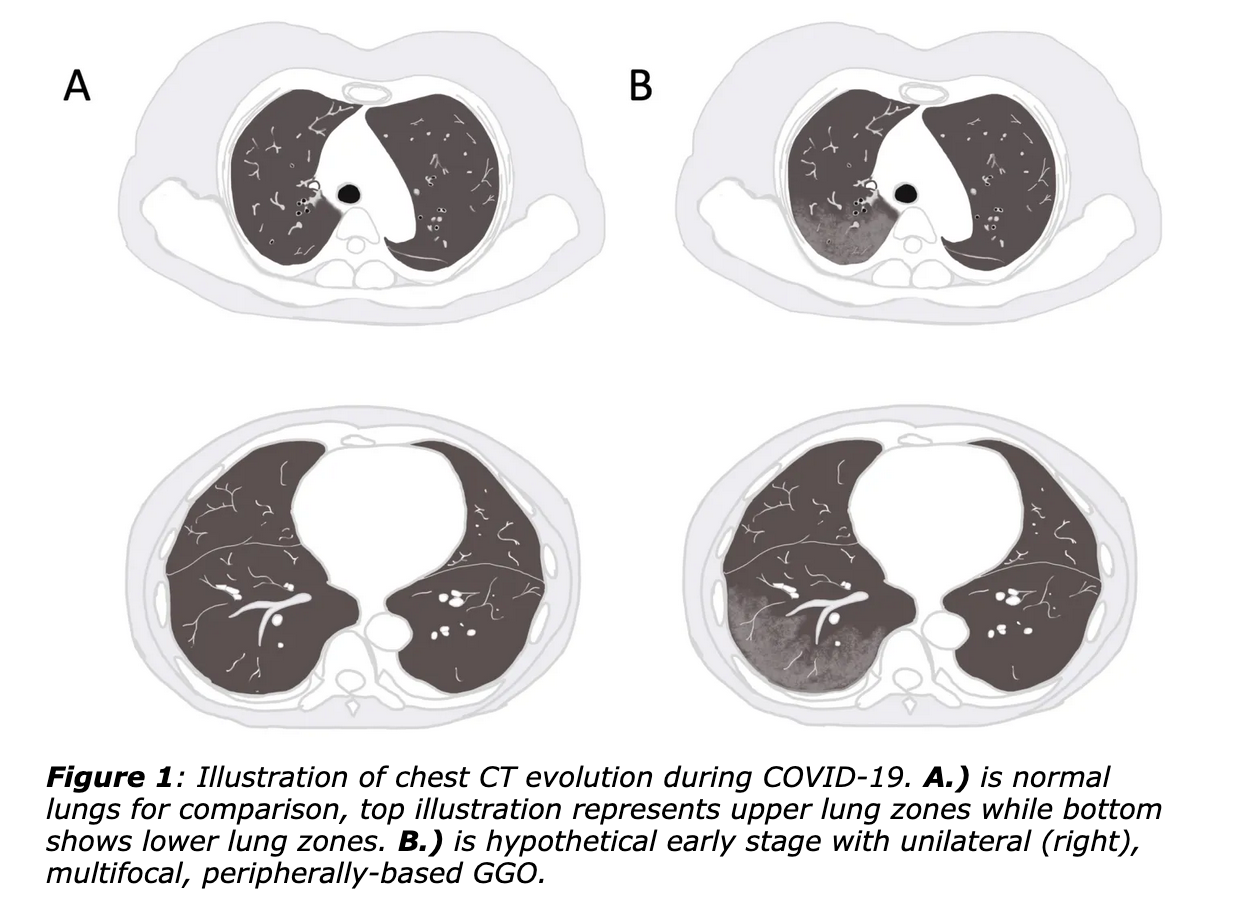 A
B
Figure 1: Illustration of chest CT evolution during COVID-19. A.) is normal
lungs for comparison, top illustration represents upper lung zones while bottom
shows lower lung zones. B.) is hypothetical early stage with unilateral (right),
multifocal, peripherally-based GGO.